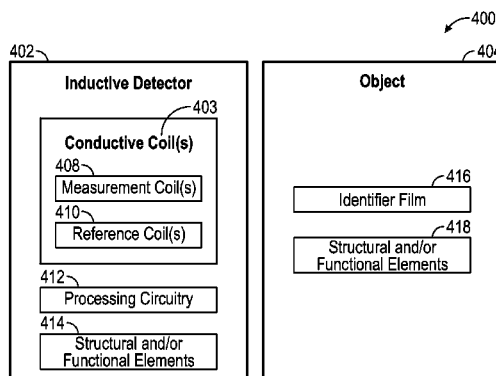 400
402
Inductive Detector
403
Conductive Coil(s)
408
Measurement Coil(s)
410
Reference Coil(s)
412
Processing Circuitry
414
Structural and/or
Functional Elements
404
Object
416
Identifier Film
418
Structural and/or
Functional Elements